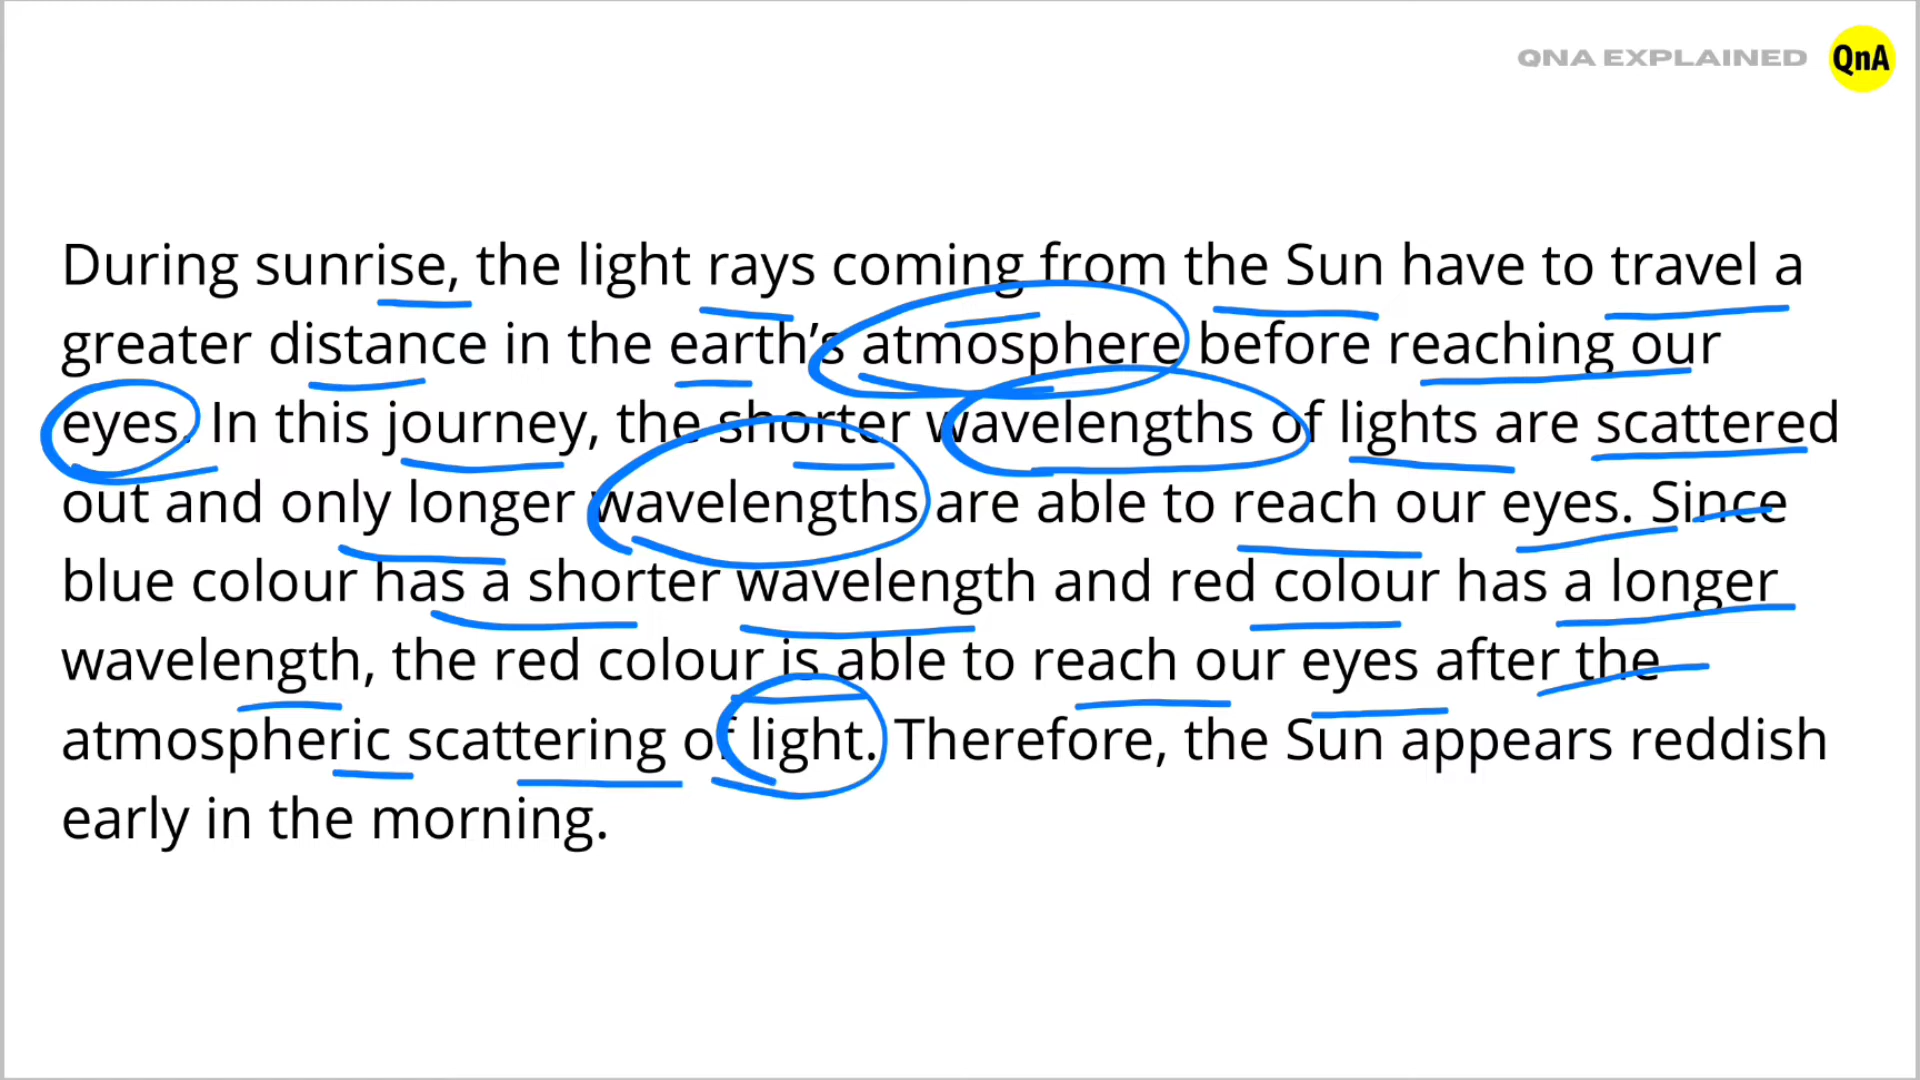 QNA EXPLAINED
QnA
During sunrise, the light rays coming from the Sun have to travel a
greater distance in the earth’s atmosphere before reaching our
eyes. In this journey, the shorter wavelengths of lights are scattered
out and only longer wavelengths are able to reach our eyes. Since
blue colour has a shorter wavelength and red colour has a longer
wavelength, the red colour is able to reach our eyes after the
atmospheric scattering of light. Therefore, the Sun appears reddish
early in the morning.